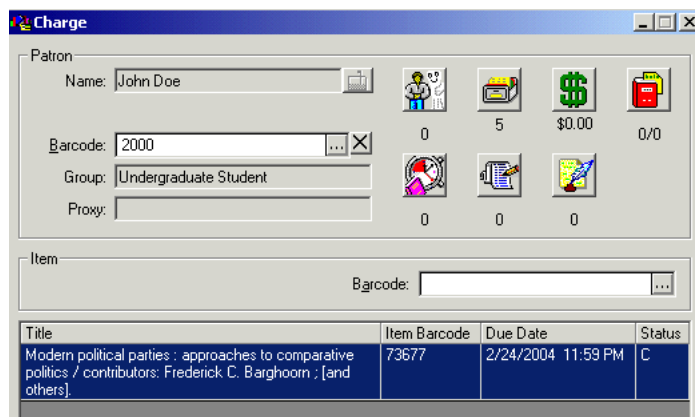 Charge
Patron
Name: John Doe
0 5 $0.00 0/0
Barcode: 2000
Group: Undergraduate Student
Proxy:
0 0 0
Item
Barcode:
Title Item Barcode Due Date Status
Modern political parties : approaches to comparative 73677 2/24/2004 11:59 PM C
politics / contributors: Frederick C. Barghoorn ; [and
others].